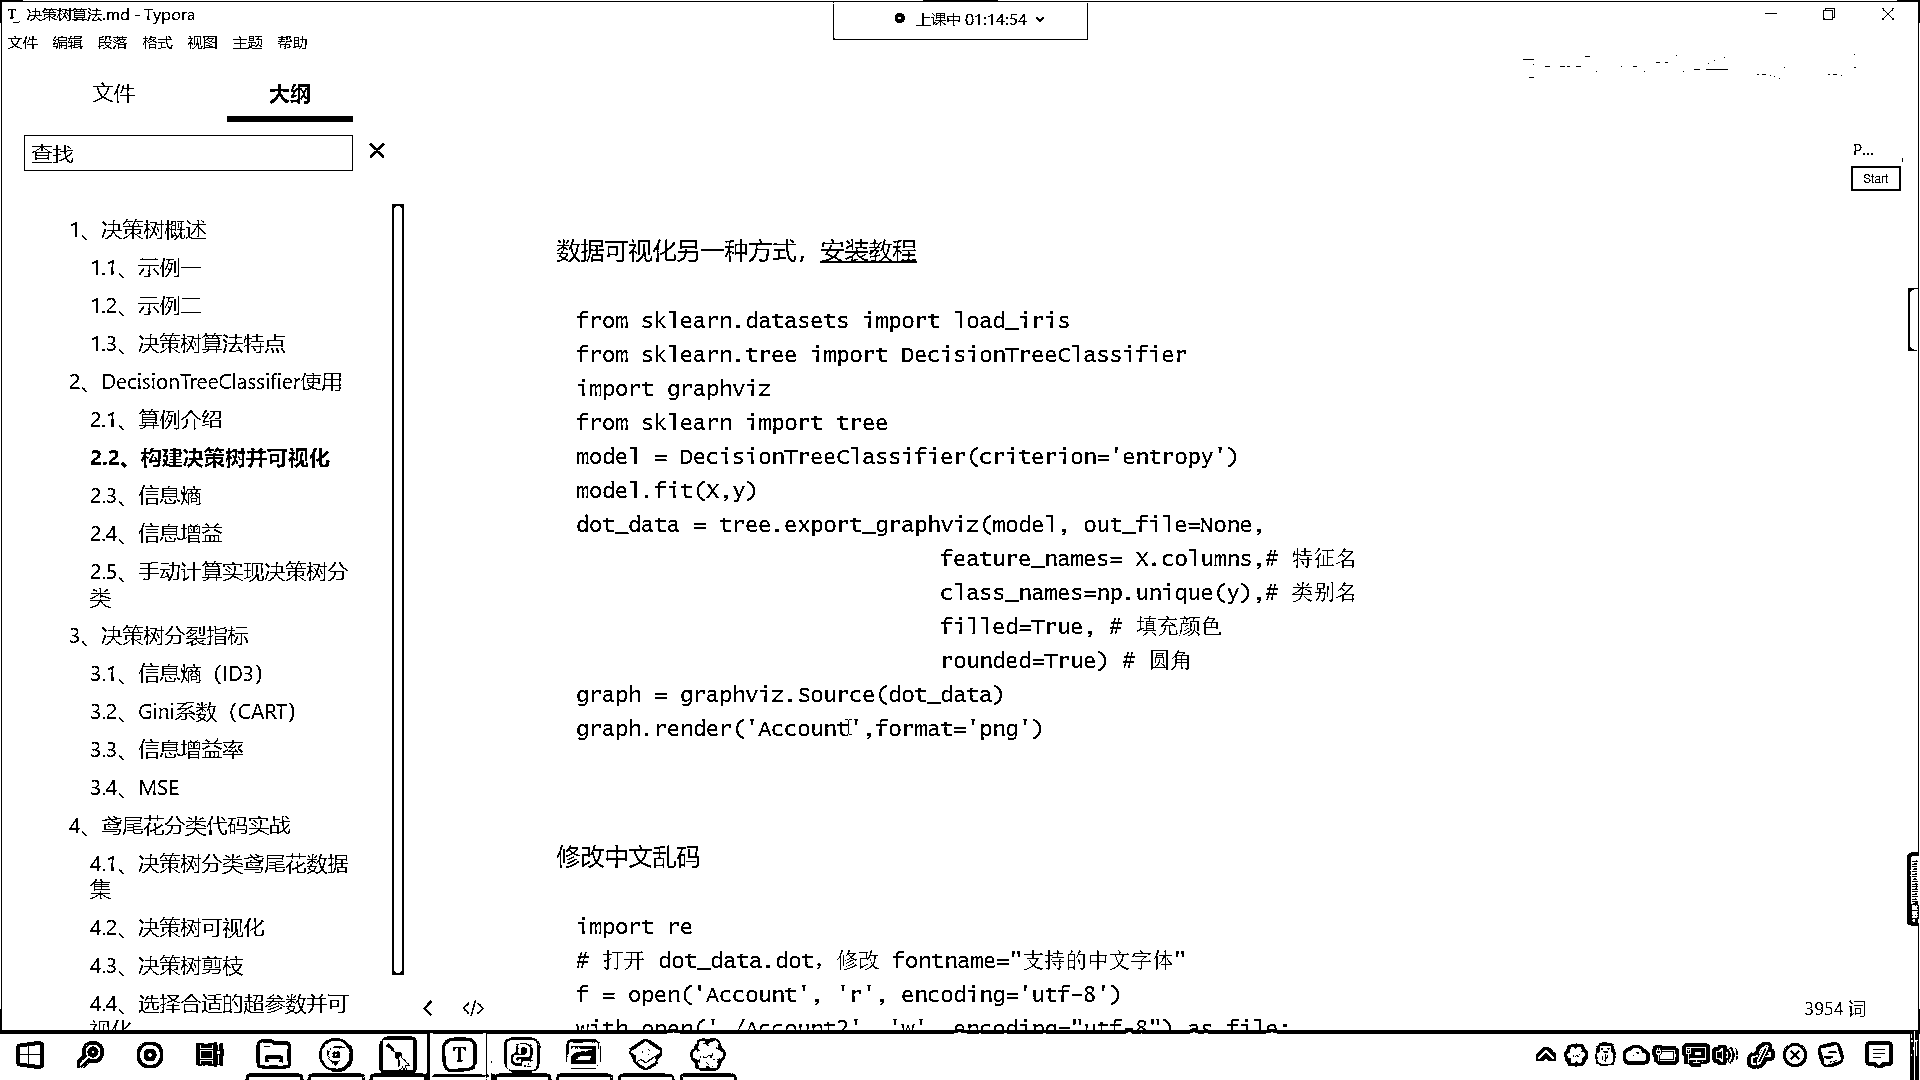 决策树算法.md - Typora
上课中 01:14:54
文件 编辑 段落 格式 视图 主题 帮助
文件 大纲
查找
P...
Start
1、决策树概述
1.1、示例一
1.2、示例二
1.3、决策树算法特点
2、DecisionTreeClassifier使用
2.1、算例介绍
2.2、构建决策树并可视化
2.3、信息熵
2.4、信息增益
2.5、手动计算实现决策树分
类
3、决策树分裂指标
3.1、信息熵（ID3）
3.2、Gini系数（CART）
3.3、信息增益率
3.4、MSE
4、鸢尾花分类代码实战
4.1、决策树分类鸢尾花数据
集
4.2、决策树可视化
4.3、决策树剪枝
4.4、选择合适的超参数并可
视化
数据可视化另一种方式，安装教程
from sklearn.datasets import load_iris
from sklearn.tree import DecisionTreeClassifier
import graphviz
from sklearn import tree
model = DecisionTreeClassifier(criterion='entropy')
model.fit(X,y)
dot_data = tree.export_graphviz(model, out_file=None,
feature_names= X.columns,# 特征名
class_names=np.unique(y),# 类别名
filled=True, # 填充颜色
rounded=True) # 圆角
graph = graphviz.Source(dot_data)
graph.render('Account',format='png')
修改中文乱码
import re
# 打开 dot_data.dot，修改 fontname="支持的中文字体"
f = open('Account', 'r', encoding='utf-8')
with open('./Account2', 'w', encoding="utf-8") as file:
3954 词